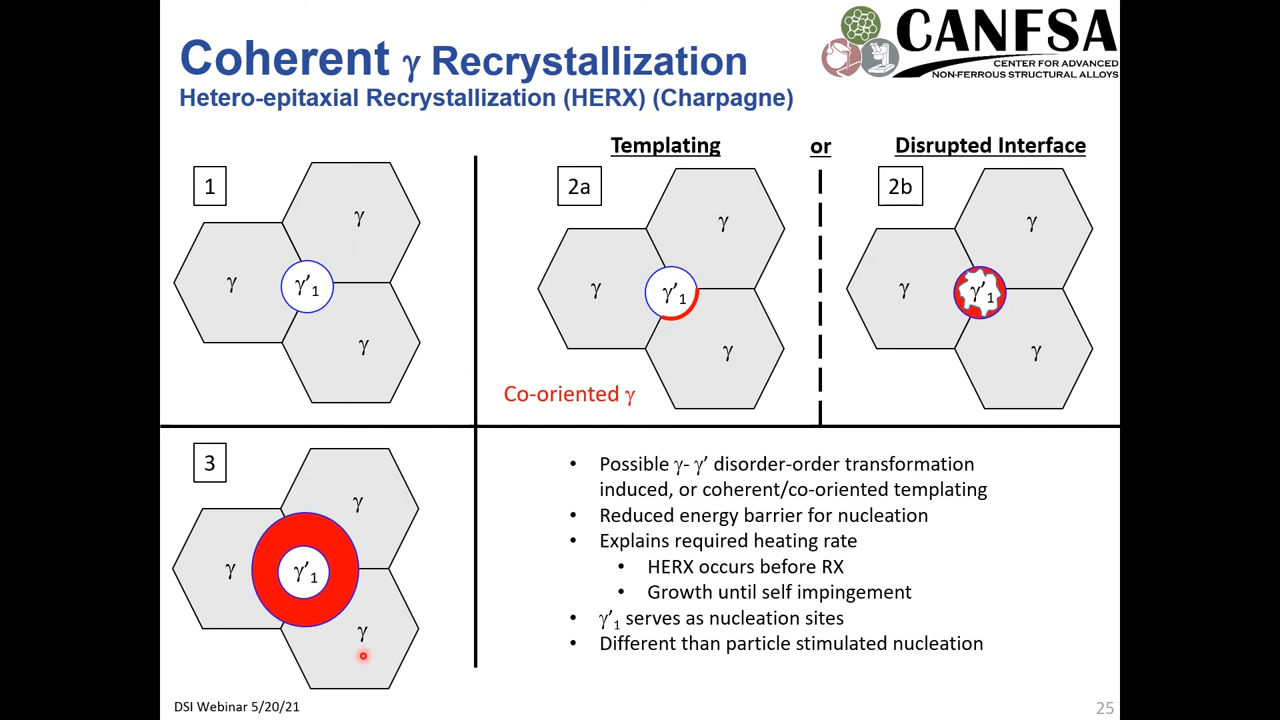 Coherent γ Recrystallization
Hetero-epitaxial Recrystallization (HERX) (Charpagne)
CANFSA
CENTER FOR ADVANCED
NON-FERROUS STRUCTURAL ALLOYS
1
γ
γ
γ'₁
γ
Templating
or
Disrupted Interface
2a
γ
γ
γ'₁
γ
Co-oriented γ
2b
γ
γ
γ'₁
γ
3
γ
γ
γ'₁
γ
• Possible γ- γ’ disorder-order transformation
induced, or coherent/co-oriented templating
• Reduced energy barrier for nucleation
• Explains required heating rate
• HERX occurs before RX
• Growth until self impingement
• γ’₁ serves as nucleation sites
• Different than particle stimulated nucleation
DSI Webinar 5/20/21
25